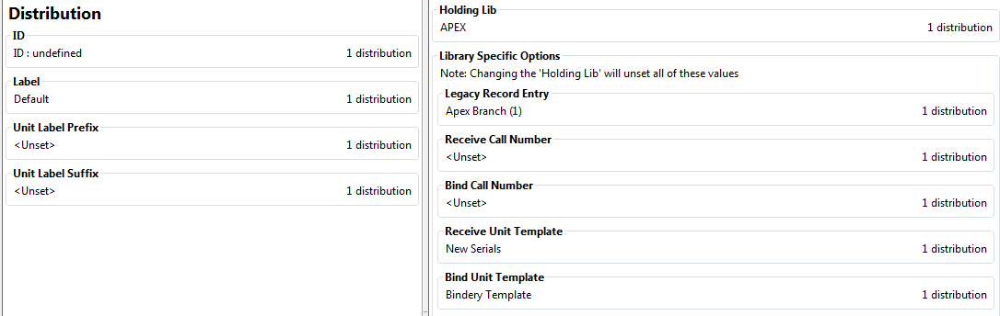 Distribution
ID
ID : undefined 1 distribution
Label
Default 1 distribution
Unit Label Prefix
<Unset> 1 distribution
Unit Label Suffix
<Unset> 1 distribution
Holding Lib
APEX 1 distribution
Library Specific Options
Note: Changing the 'Holding Lib' will unset all of these values
Legacy Record Entry
Apex Branch (1) 1 distribution
Receive Call Number
<Unset> 1 distribution
Bind Call Number
<Unset> 1 distribution
Receive Unit Template
New Serials 1 distribution
Bind Unit Template
Bindery Template 1 distribution